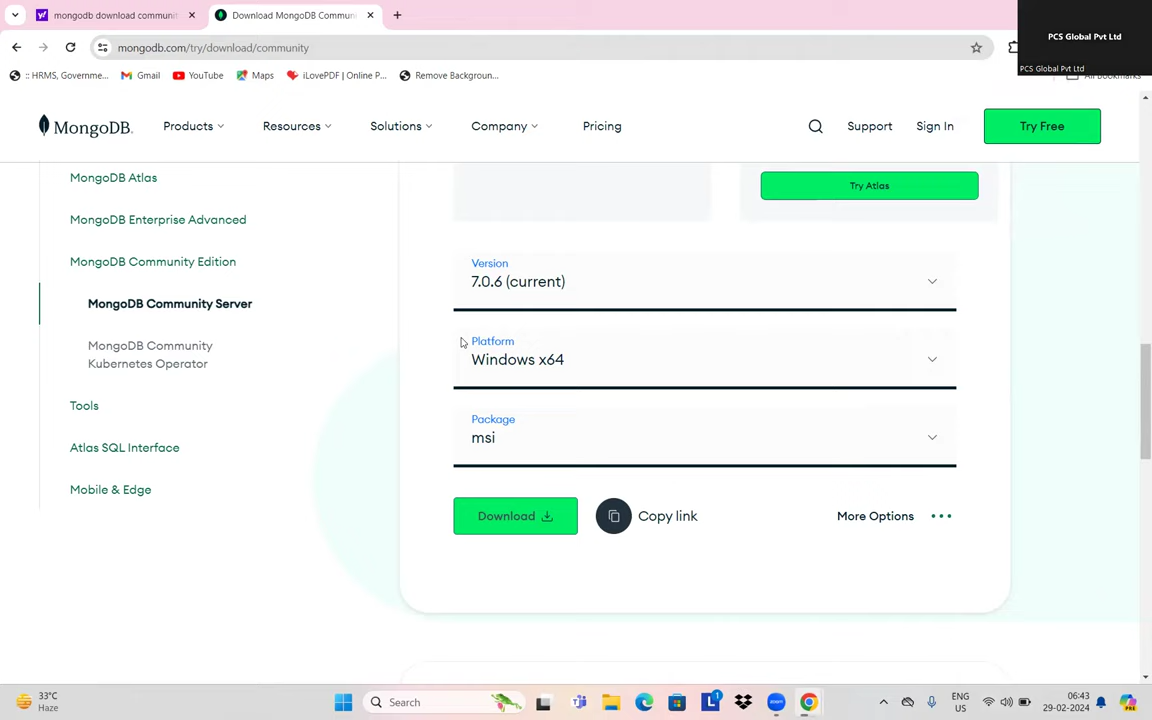 mongodb download communit
Download MongoDB Commun
PCS Global Pvt Ltd
PCS Global Pvt Ltd
mongodb.com/try/download/community
:: HRMS, Governme...
Gmail
YouTube
Maps
iLovePDF | Online P...
Remove Backgroun...
All Bookmarks
MongoDB.
Products
Resources
Solutions
Company
Pricing
Support
Sign In
Try Free
MongoDB Atlas
MongoDB Enterprise Advanced
MongoDB Community Edition
MongoDB Community Server
MongoDB Community
Kubernetes Operator
Tools
Atlas SQL Interface
Mobile & Edge
Try Atlas
Version
7.0.6 (current)
Platform
Windows x64
Package
msi
Download
Copy link
More Options
33°C
Haze
Search
1
ENG
US
06:43
29-02-2024
PRE